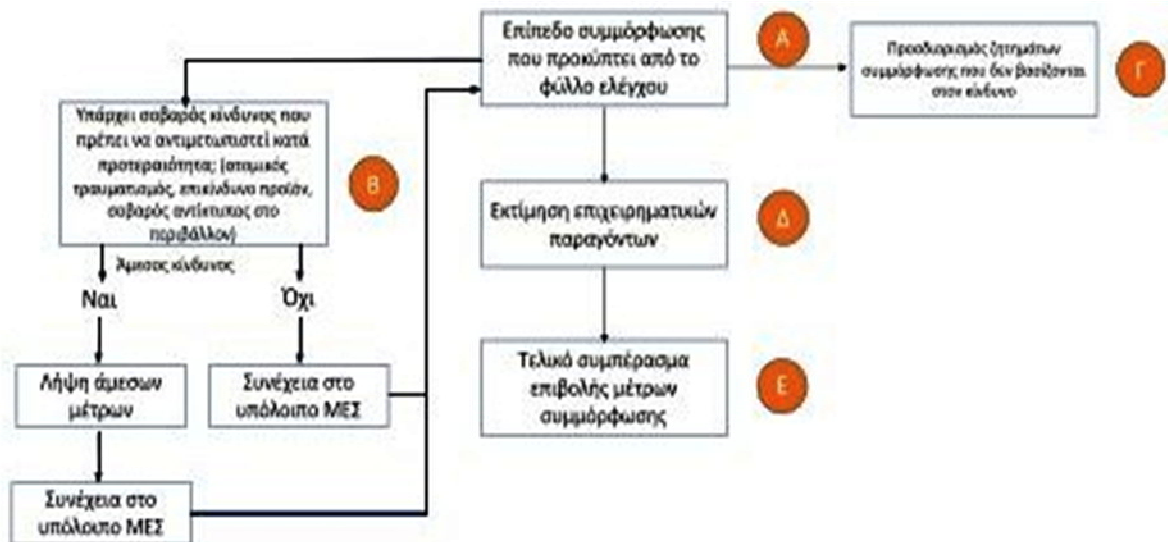 Επίπεδο συμμόρφωσης
που προκύπτει από το
φύλλο ελέγχου
Α
Προσδιορισμός ζητημάτων
συμμόρφωσης που δεν βασίζονται
στον κίνδυνο
Γ
Υπάρχει σοβαρός κίνδυνος που
πρέπει να αντιμετωπιστεί κατά
προτεραιότητα; (ατομικός
τραυματισμός, επικίνδυνο προϊόν,
σοβαρός αντίκτυπος στο
περιβάλλον)
Β
Άμεσος κίνδυνος
Ναι
Όχι
Λήψη άμεσων
μέτρων
Συνέχεια στο
υπόλοιπο ΜΕΣ
Συνέχεια στο
υπόλοιπο ΜΕΣ
Εκτίμηση επιχειρηματικών
παραγόντων
Δ
Τελικό συμπέρασμα
επιβολής μέτρων
συμμόρφωσης
Ε